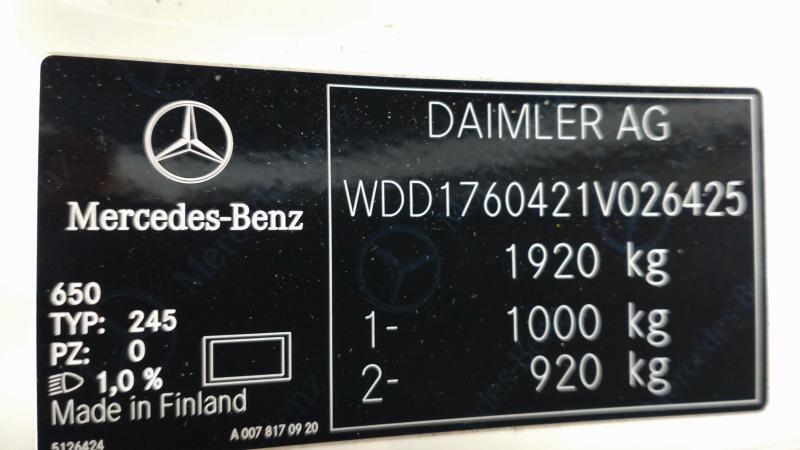 Mercedes-Benz
650
TYP: 245
PZ: 0
1,0 %
Made in Finland
5126424
A 007 817 09 20
DAIMLER AG
WDD1760421V026425
1920 kg
1- 1000 kg
2- 920 kg